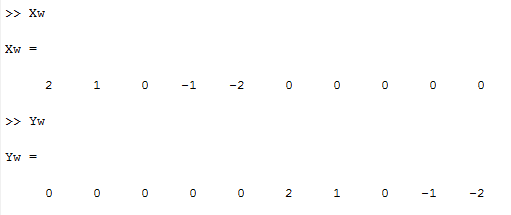 >> Xw
Xw =
2 1 0 -1 -2 0 0 0 0 0
>> Yw
Yw =
0 0 0 0 0 2 1 0 -1 -2